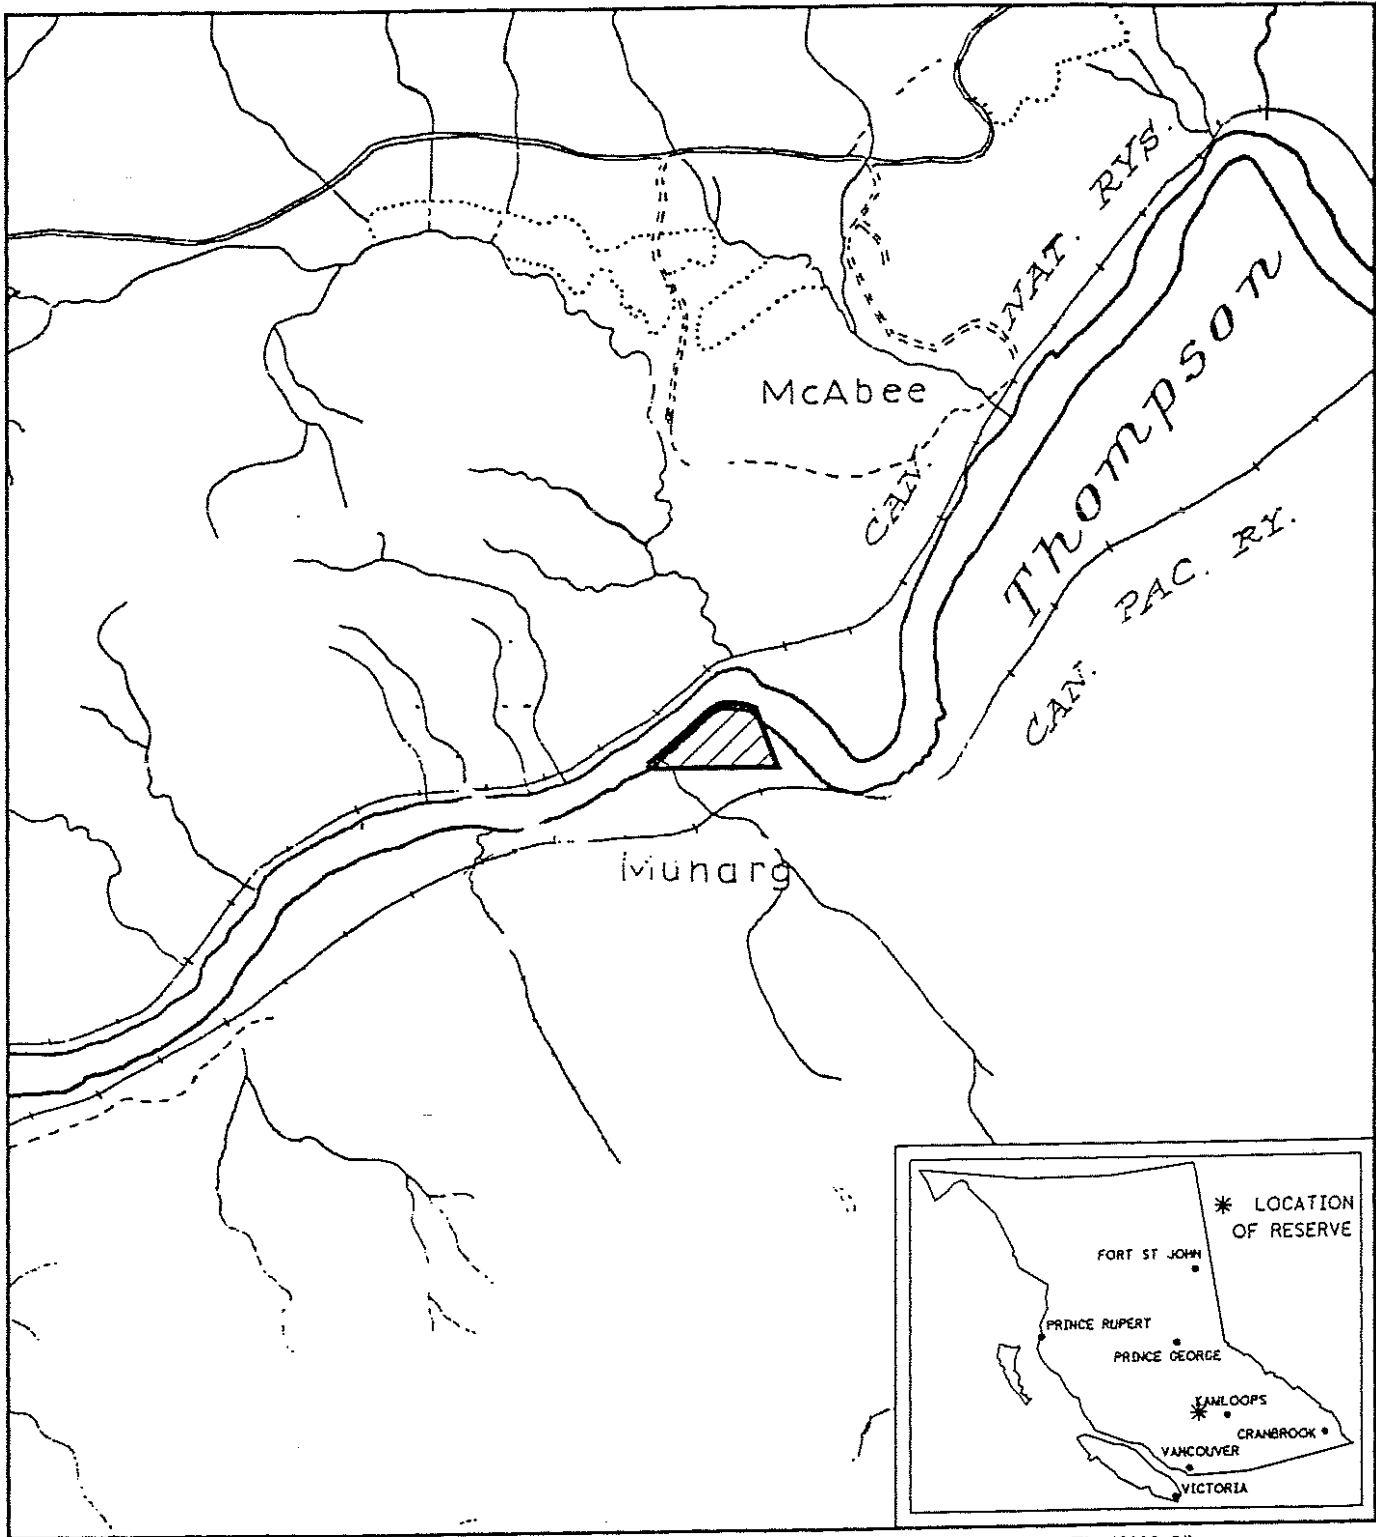 CAN. NAT. RYS.
McAbee
Thompson
CAN. PAC. RY.
Munarg
* LOCATION
OF RESERVE
FORT ST JOHN
PRINCE RUPERT
PRINCE GEORGE
KAMLOOPS
CRANBROOK
VANCOUVER
VICTORIA